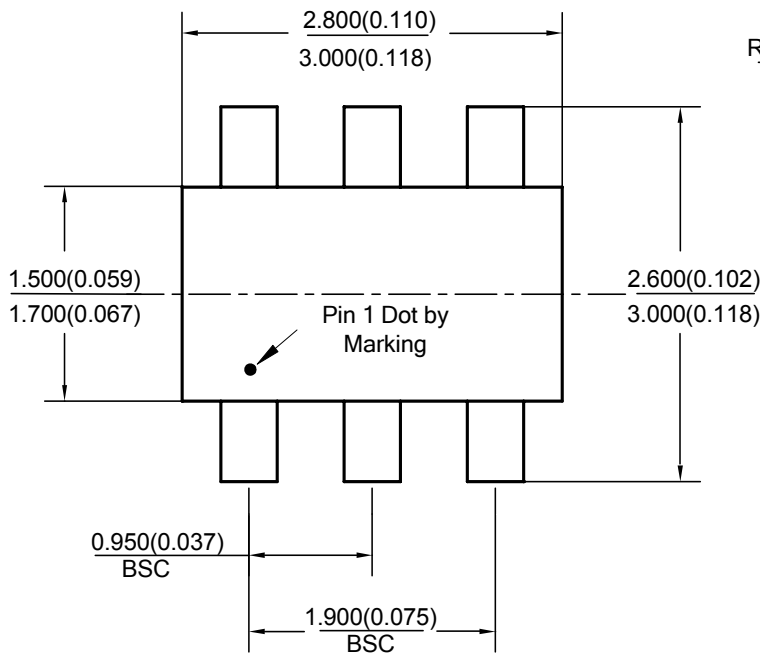 2.800(0.110)
3.000(0.118)
R
1.500(0.059)
1.700(0.067)
2.600(0.102)
3.000(0.118)
Pin 1 Dot by
Marking
0.950(0.037)
BSC
1.900(0.075)
BSC